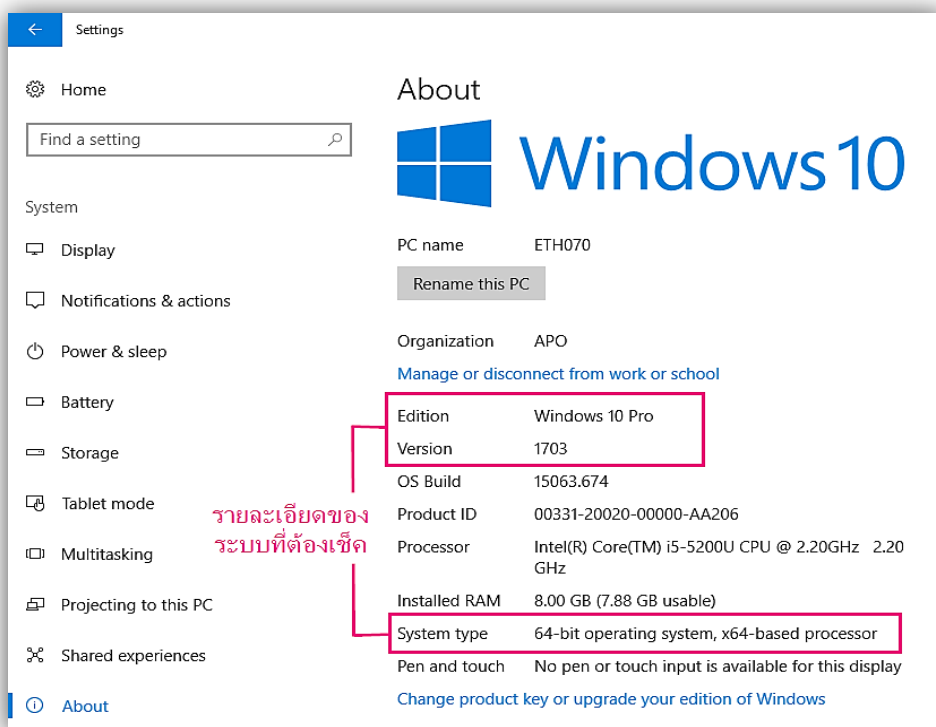 Settings
Home
Find a setting
System
Display
Notifications & actions
Power & sleep
Battery
Storage
Tablet mode
Multitasking
Projecting to this PC
Shared experiences
About
About
Windows 10
PC name ETH070
Rename this PC
Organization APO
Manage or disconnect from work or school
Edition Windows 10 Pro
Version 1703
OS Build 15063.674
Product ID 00331-20020-00000-AA206
Processor Intel(R) Core(TM) i5-5200U CPU @ 2.20GHz 2.20
GHz
Installed RAM 8.00 GB (7.88 GB usable)
System type 64-bit operating system, x64-based processor
Pen and touch No pen or touch input is available for this display
Change product key or upgrade your edition of Windows
รายละเอียดของ
ระบบที่ต้องเช็ค